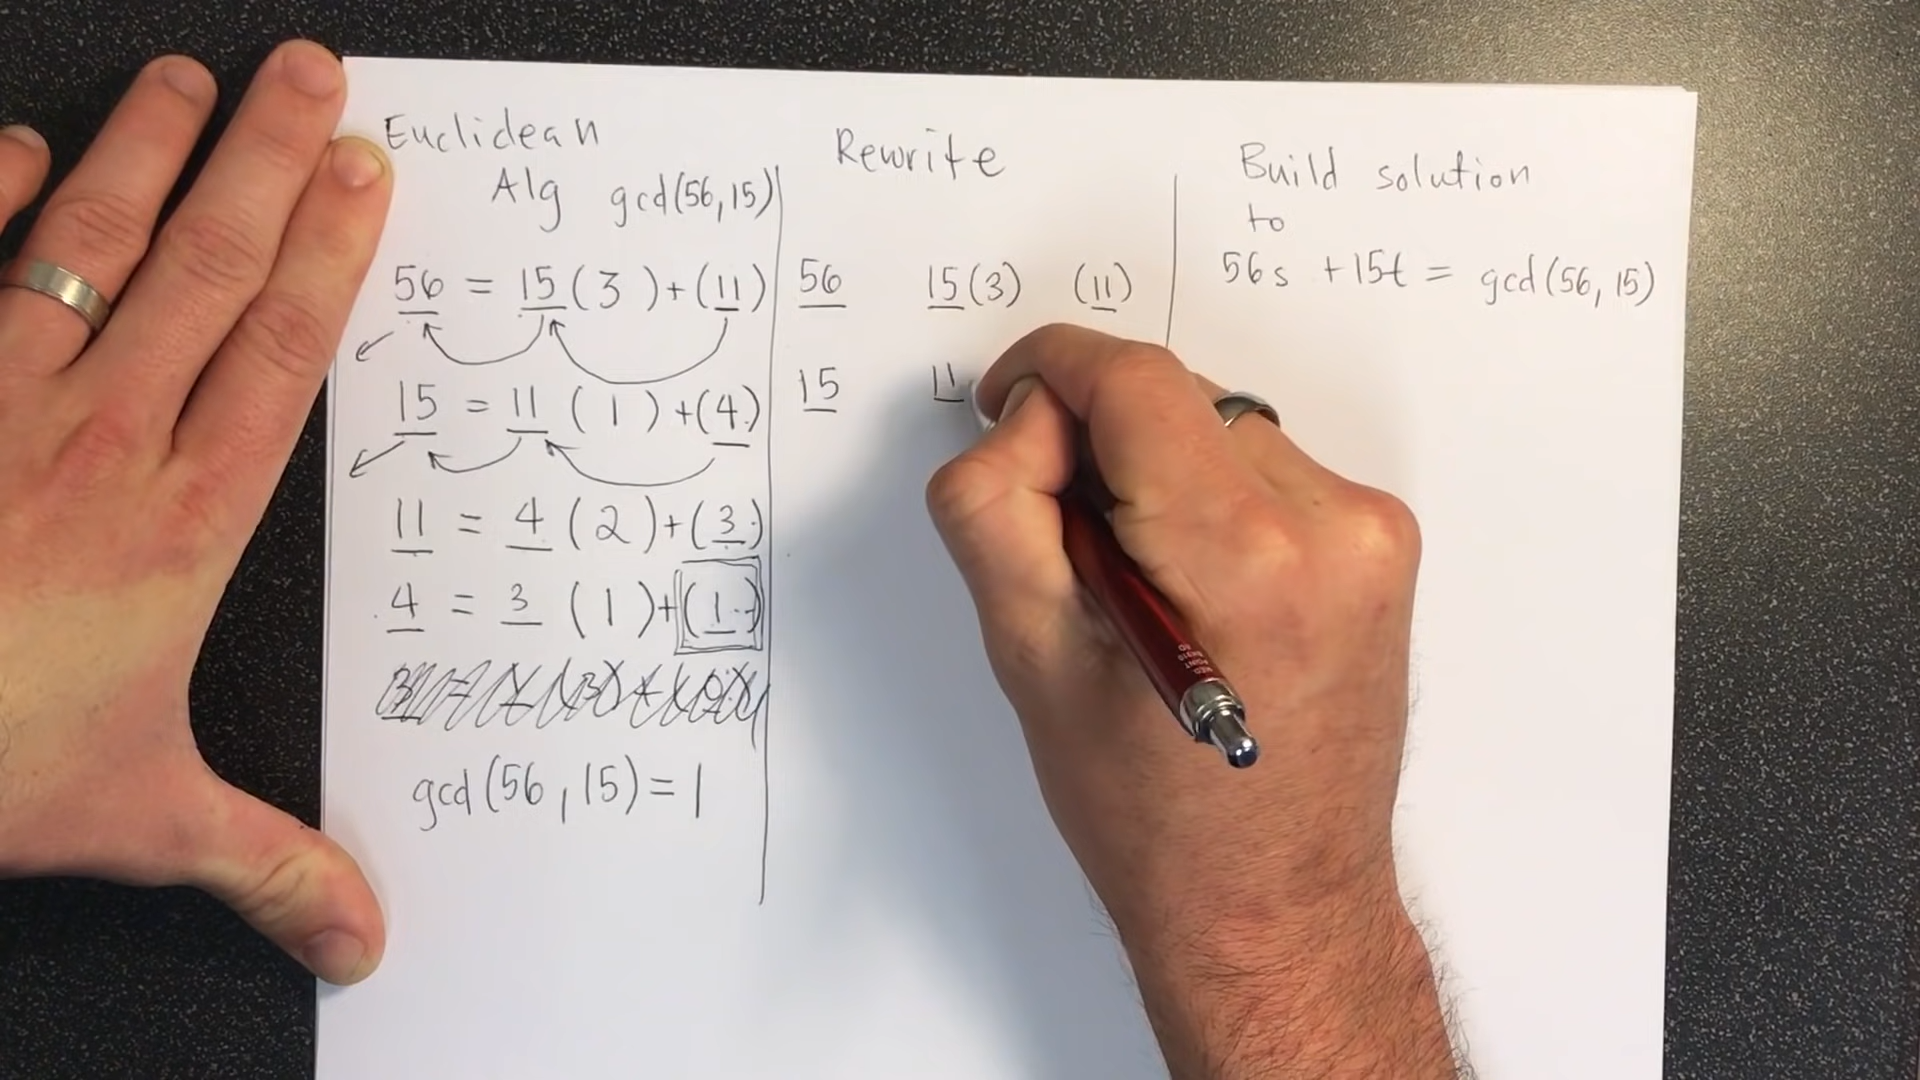 Euclidean
Alg gcd(56,15)
56 = 15(3)+(11)
15 = 11 (1)+(4)
11 = 4 (2)+(3)
4 = 3 (1)+(1)
gcd(56,15)=1
Rewrite
56 15(3) (11)
15 11
Build solution
to
56s +15t = gcd(56,15)